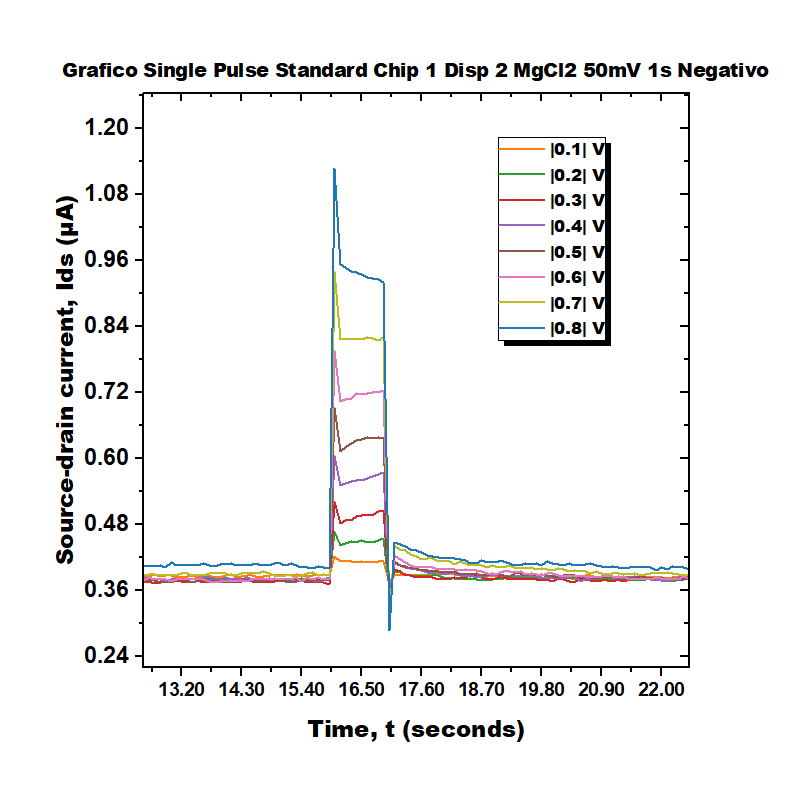 Grafico Single Pulse Standard Chip 1 Disp 2 MgCl2 50mV 1s Negativo
1.20
1.08
0.96
0.84
0.72
0.60
0.48
0.36
0.24
Source-drain current, Ids (µA)
|0.1| V
|0.2| V
|0.3| V
|0.4| V
|0.5| V
|0.6| V
|0.7| V
|0.8| V
13.20 14.30 15.40 16.50 17.60 18.70 19.80 20.90 22.00
Time, t (seconds)